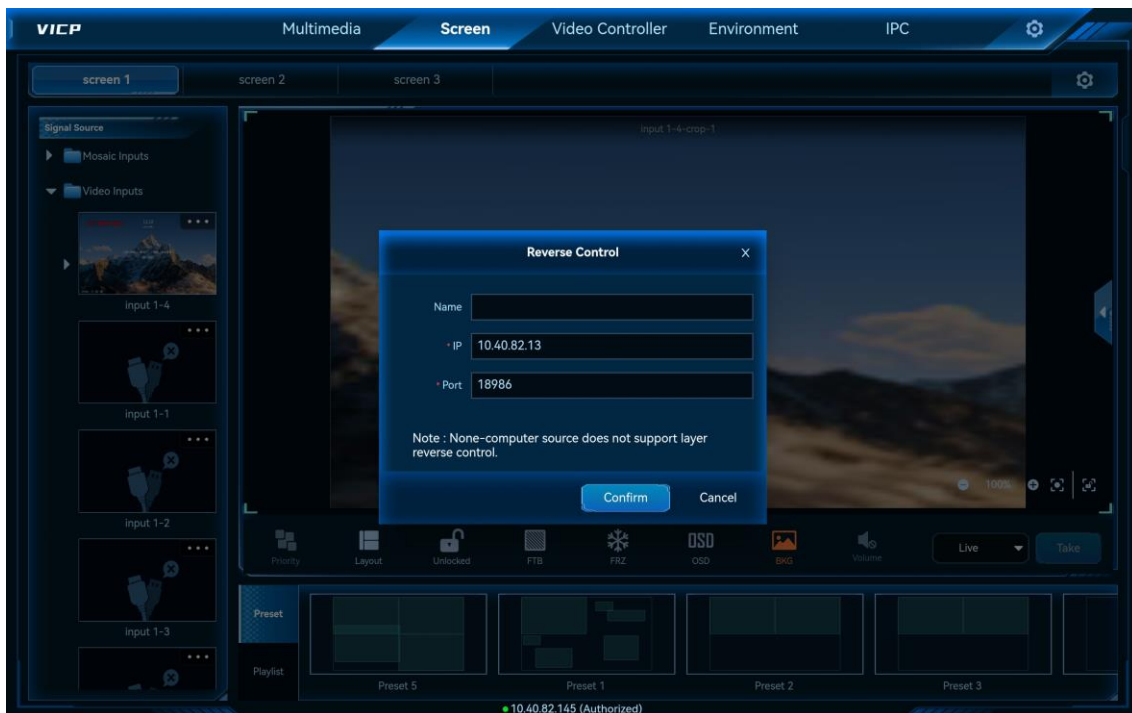 VICP
Multimedia
Screen
Video Controller
Environment
IPC
screen 1
screen 2
screen 3
Signal Source
Mosaic Inputs
Video Inputs
input 1-4
input 1-1
input 1-2
input 1-3
input 1-4-crop-1
Reverse Control
X
Name
* IP 10.40.82.13
* Port 18986
Note : None-computer source does not support layer
reverse control.
Confirm
Cancel
100%
Priority
Layout
Unlocked
FTB
FRZ
OSD
OSD
BKG
Volume
Live
Take
Preset
Playlist
Preset 5
Preset 1
Preset 2
Preset 3
10.40.82.145 (Authorized)